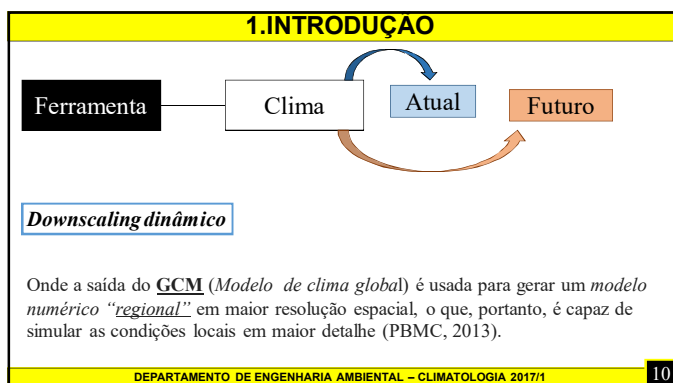 1.INTRODUÇÃO
Ferramenta
Clima
Atual
Futuro
Downscaling dinâmico
Onde a saída do GCM (Modelo de clima global) é usada para gerar um modelo
numérico “regional” em maior resolução espacial, o que, portanto, é capaz de
simular as condições locais em maior detalhe (PBMC, 2013).
DEPARTAMENTO DE ENGENHARIA AMBIENTAL – CLIMATOLOGIA 2017/1
10